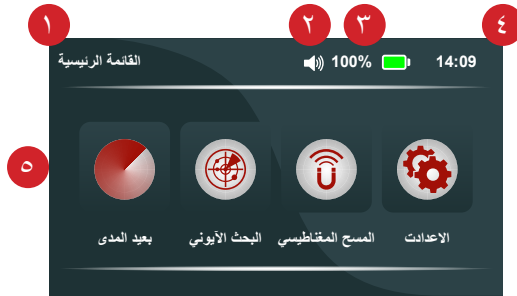 ١ ٢ ٣ ٤
القائمة الرئيسية 100% 14:09
٥
بعيد المدى البحث الآيوني المسح المغناطيسي الاعدادت